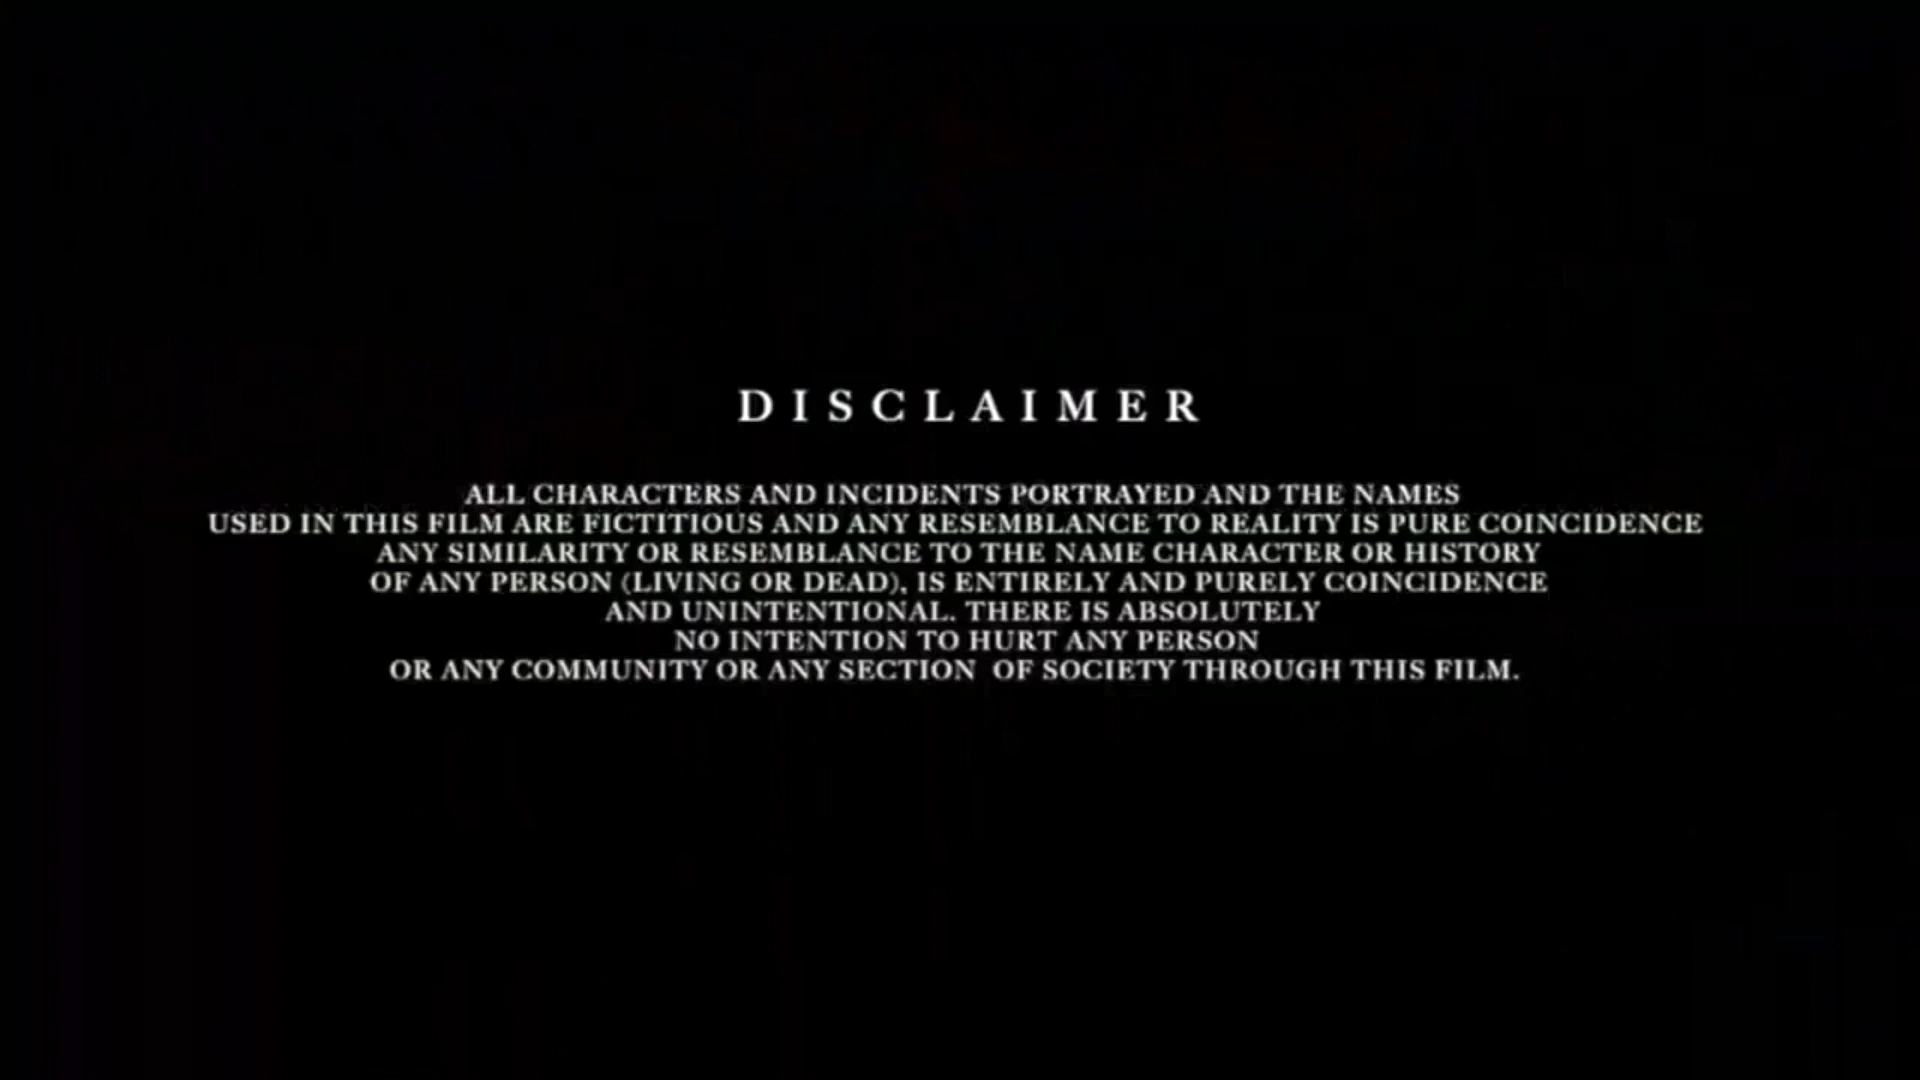 DISCLAIMER
ALL CHARACTERS AND INCIDENTS PORTRAYED AND THE NAMES
USED IN THIS FILM ARE FICTITIOUS AND ANY RESEMBLANCE TO REALITY IS PURE COINCIDENCE
ANY SIMILARITY OR RESEMBLANCE TO THE NAME CHARACTER OR HISTORY
OF ANY PERSON (LIVING OR DEAD), IS ENTIRELY AND PURELY COINCIDENCE
AND UNINTENTIONAL. THERE IS ABSOLUTELY
NO INTENTION TO HURT ANY PERSON
OR ANY COMMUNITY OR ANY SECTION OF SOCIETY THROUGH THIS FILM.